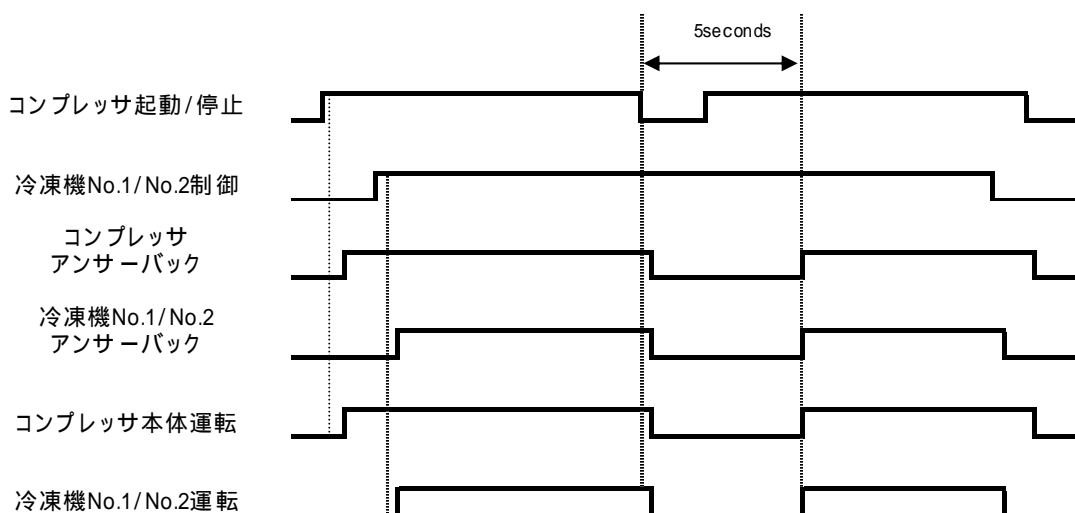 5seconds
コンプレッサ起動/停止
冷凍機No.1/No.2制御
コンプレッサ
アンサーバック
冷凍機No.1/No.2
アンサーバック
コンプレッサ本体運転
冷凍機No.1/No.2運転